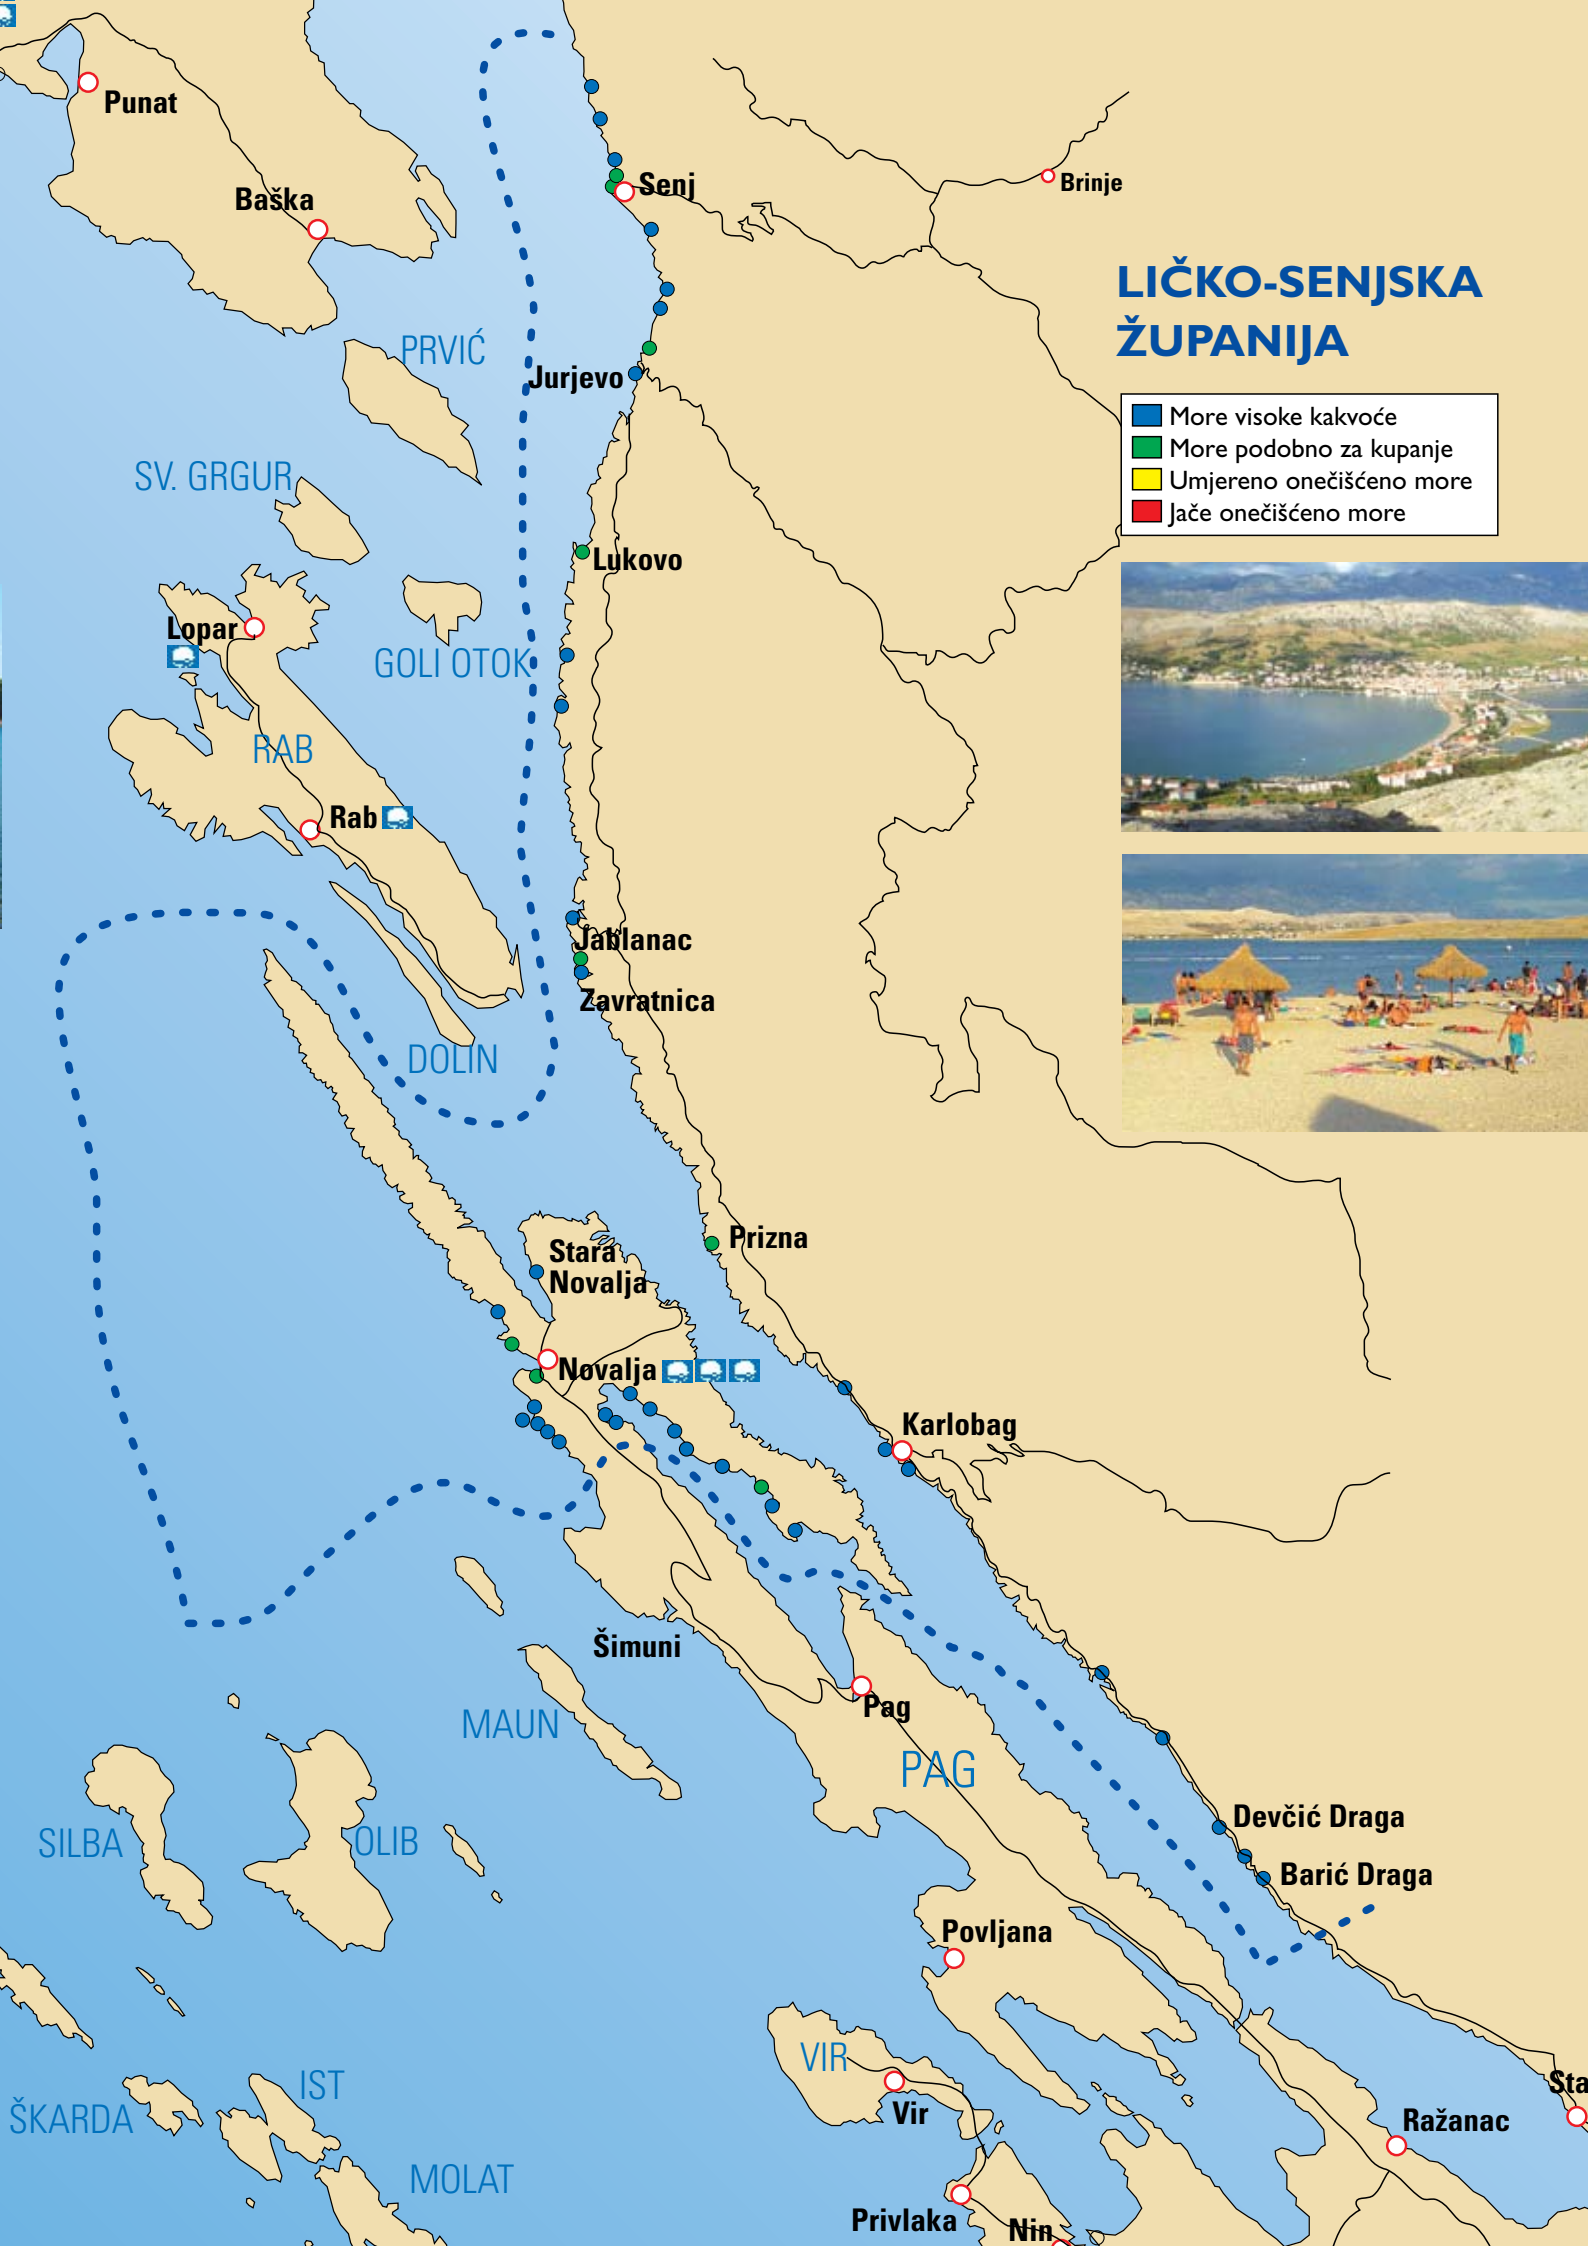 Punat
Baška
Senj
Brinje
LIČKO-SENJSKA
ŽUPANIJA
PRVIĆ
Jurjevo
More visoke kakvoće
More podobno za kupanje
Umjereno onečišćeno more
Jače onečišćeno more
SV. GRGUR
Lukovo
Lopar
GOLI OTOK
RAB
Rab
Jablanac
Zavratnica
DOLIN
Prizna
Stara
Novalja
Novalja
Karlobag
Šimuni
Pag
MAUN
PAG
SILBA
OLIB
Devčić Draga
Barić Draga
Povljana
VIR
IST
Sta
ŠKARDA
Vir
Ražanac
MOLAT
Privlaka
Nin